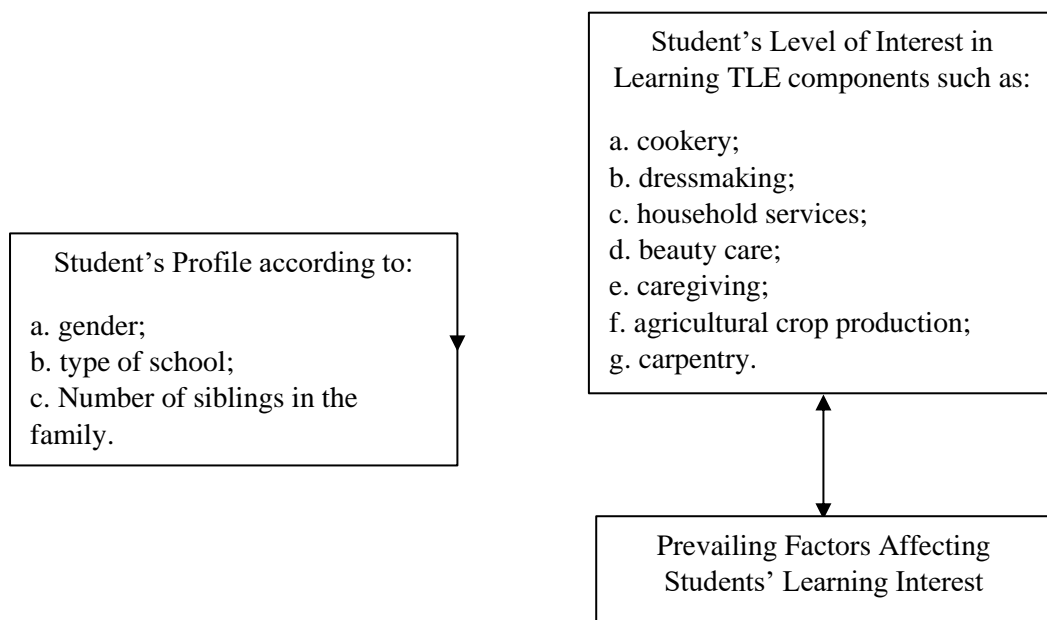 Student’s Profile according to:
a. gender;
b. type of school;
c. Number of siblings in the
family.
Student’s Level of Interest in
Learning TLE components such as:
a. cookery;
b. dressmaking;
c. household services;
d. beauty care;
e. caregiving;
f. agricultural crop production;
g. carpentry.
Prevailing Factors Affecting
Students’ Learning Interest